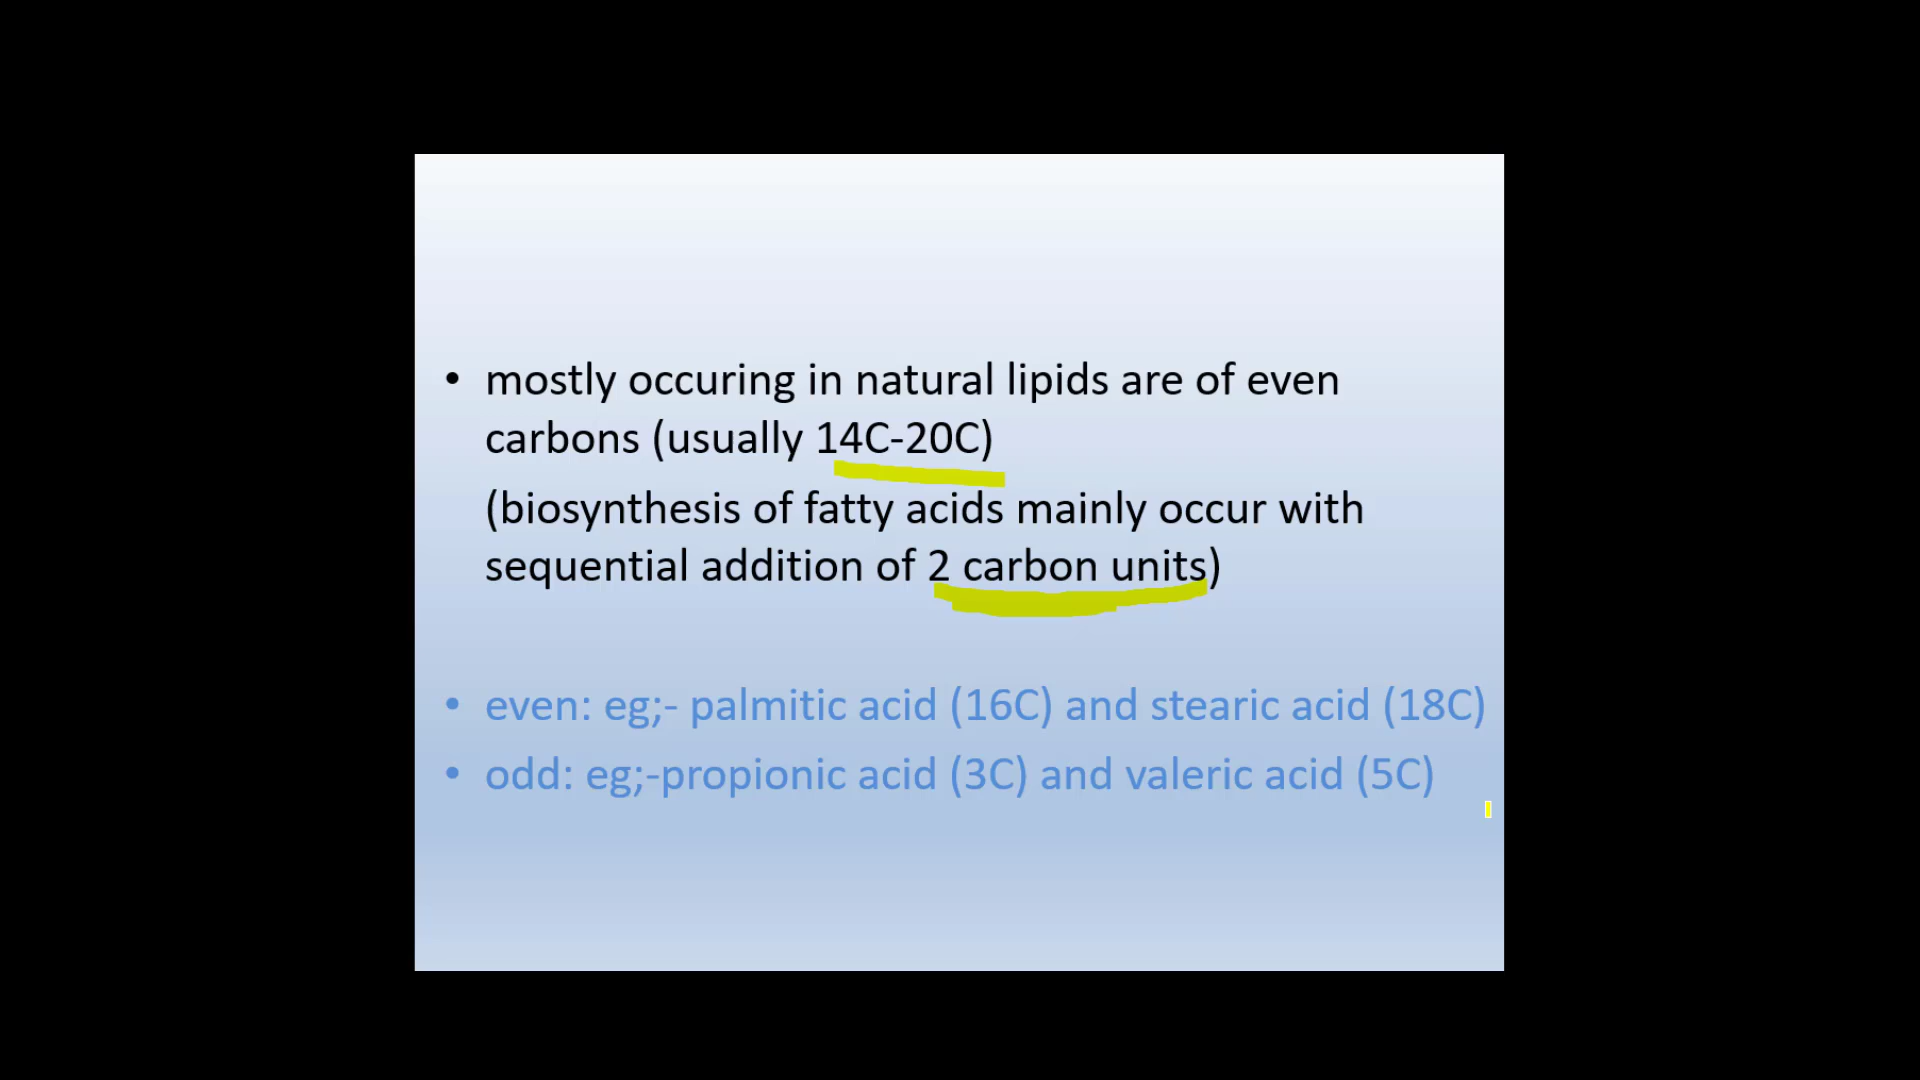 • mostly occuring in natural lipids are of even
carbons (usually 14C-20C)
(biosynthesis of fatty acids mainly occur with
sequential addition of 2 carbon units)
• even: eg;- palmitic acid (16C) and stearic acid (18C)
• odd: eg;-propionic acid (3C) and valeric acid (5C)